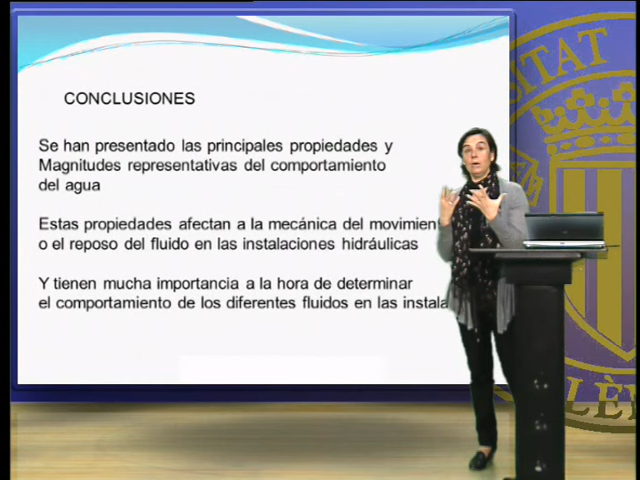 CONCLUSIONES
Se han presentado las principales propiedades y
Magnitudes representativas del comportamiento
del agua
Estas propiedades afectan a la mecánica del movimien
o el reposo del fluido en las instalaciones hidráulicas
Y tienen mucha importancia a la hora de determinar
el comportamiento de los diferentes fluidos en las instala
SITAT
LÈ